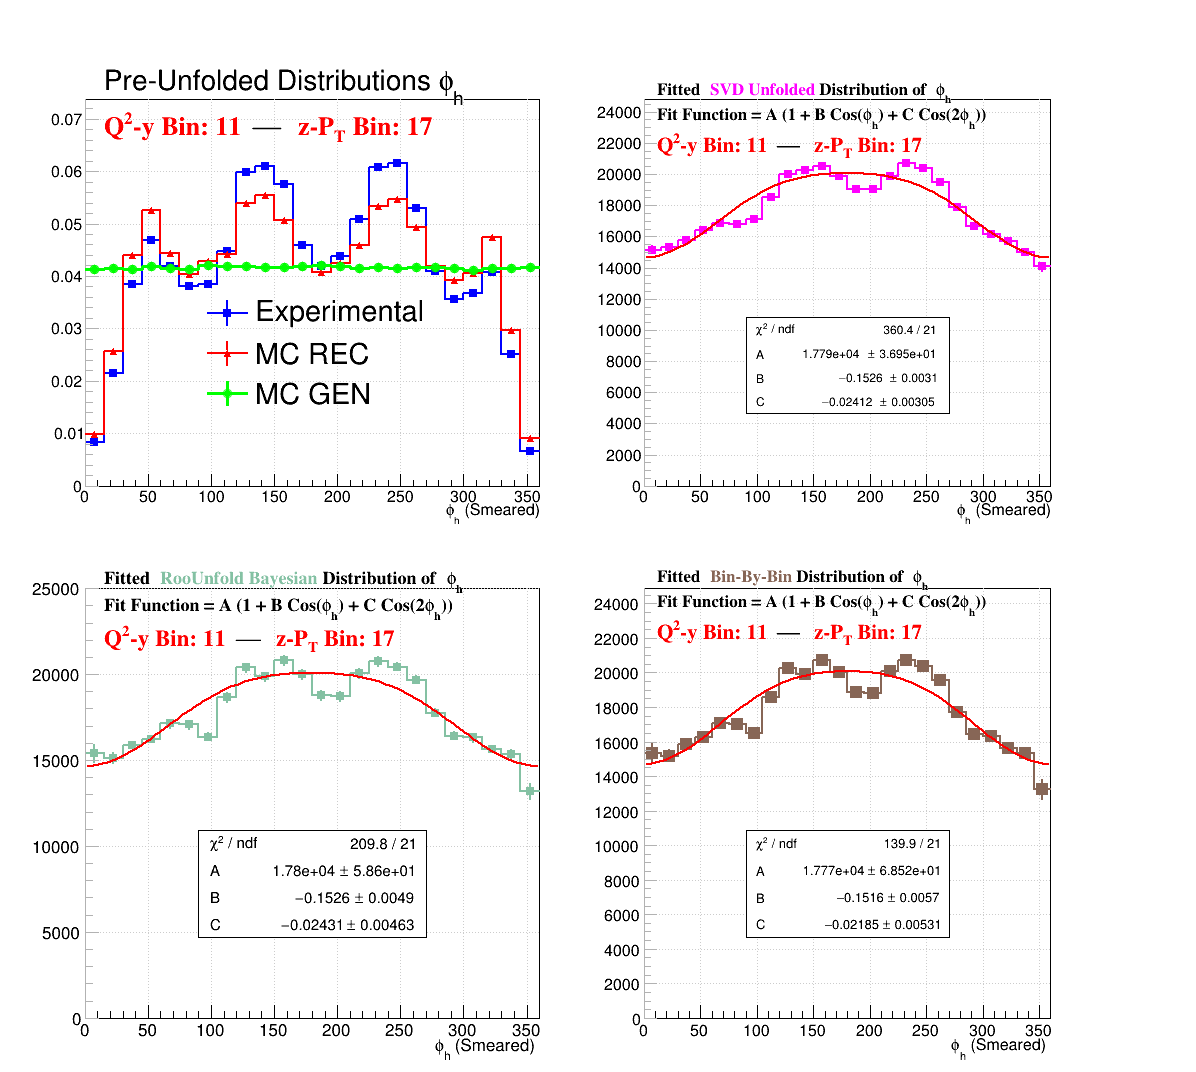 Pre-Unfolded Distributions ϕh
Q²-y Bin: 11 — z-PT Bin: 17
0.07
0.06
0.05
0.04
0.03
0.02
0.01
0
Experimental
MC REC
MC GEN
0 50 100 150 200 250 300 350
ϕh (Smeared)
Fitted SVD Unfolded Distribution of ϕh
Fit Function = A (1 + B Cos(ϕh) + C Cos(2ϕh))
Q²-y Bin: 11 — z-PT Bin: 17
24000
22000
20000
18000
16000
14000
12000
10000
8000
6000
4000
2000
0
χ² / ndf 360.4 / 21
A 1.779e+04 ± 3.695e+01
B −0.1526 ± 0.0031
C −0.02412 ± 0.00305
0 50 100 150 200 250 300 350
ϕh (Smeared)
Fitted RooUnfold Bayesian Distribution of ϕh
Fit Function = A (1 + B Cos(ϕh) + C Cos(2ϕh))
Q²-y Bin: 11 — z-PT Bin: 17
25000
20000
15000
10000
5000
0
χ² / ndf 209.8 / 21
A 1.78e+04 ± 5.86e+01
B −0.1526 ± 0.0049
C −0.02431 ± 0.00463
0 50 100 150 200 250 300 350
ϕh (Smeared)
Fitted Bin-By-Bin Distribution of ϕh
Fit Function = A (1 + B Cos(ϕh) + C Cos(2ϕh))
Q²-y Bin: 11 — z-PT Bin: 17
24000
22000
20000
18000
16000
14000
12000
10000
8000
6000
4000
2000
0
χ² / ndf 139.9 / 21
A 1.777e+04 ± 6.852e+01
B −0.1516 ± 0.0057
C −0.02185 ± 0.00531
0 50 100 150 200 250 300 350
ϕh (Smeared)